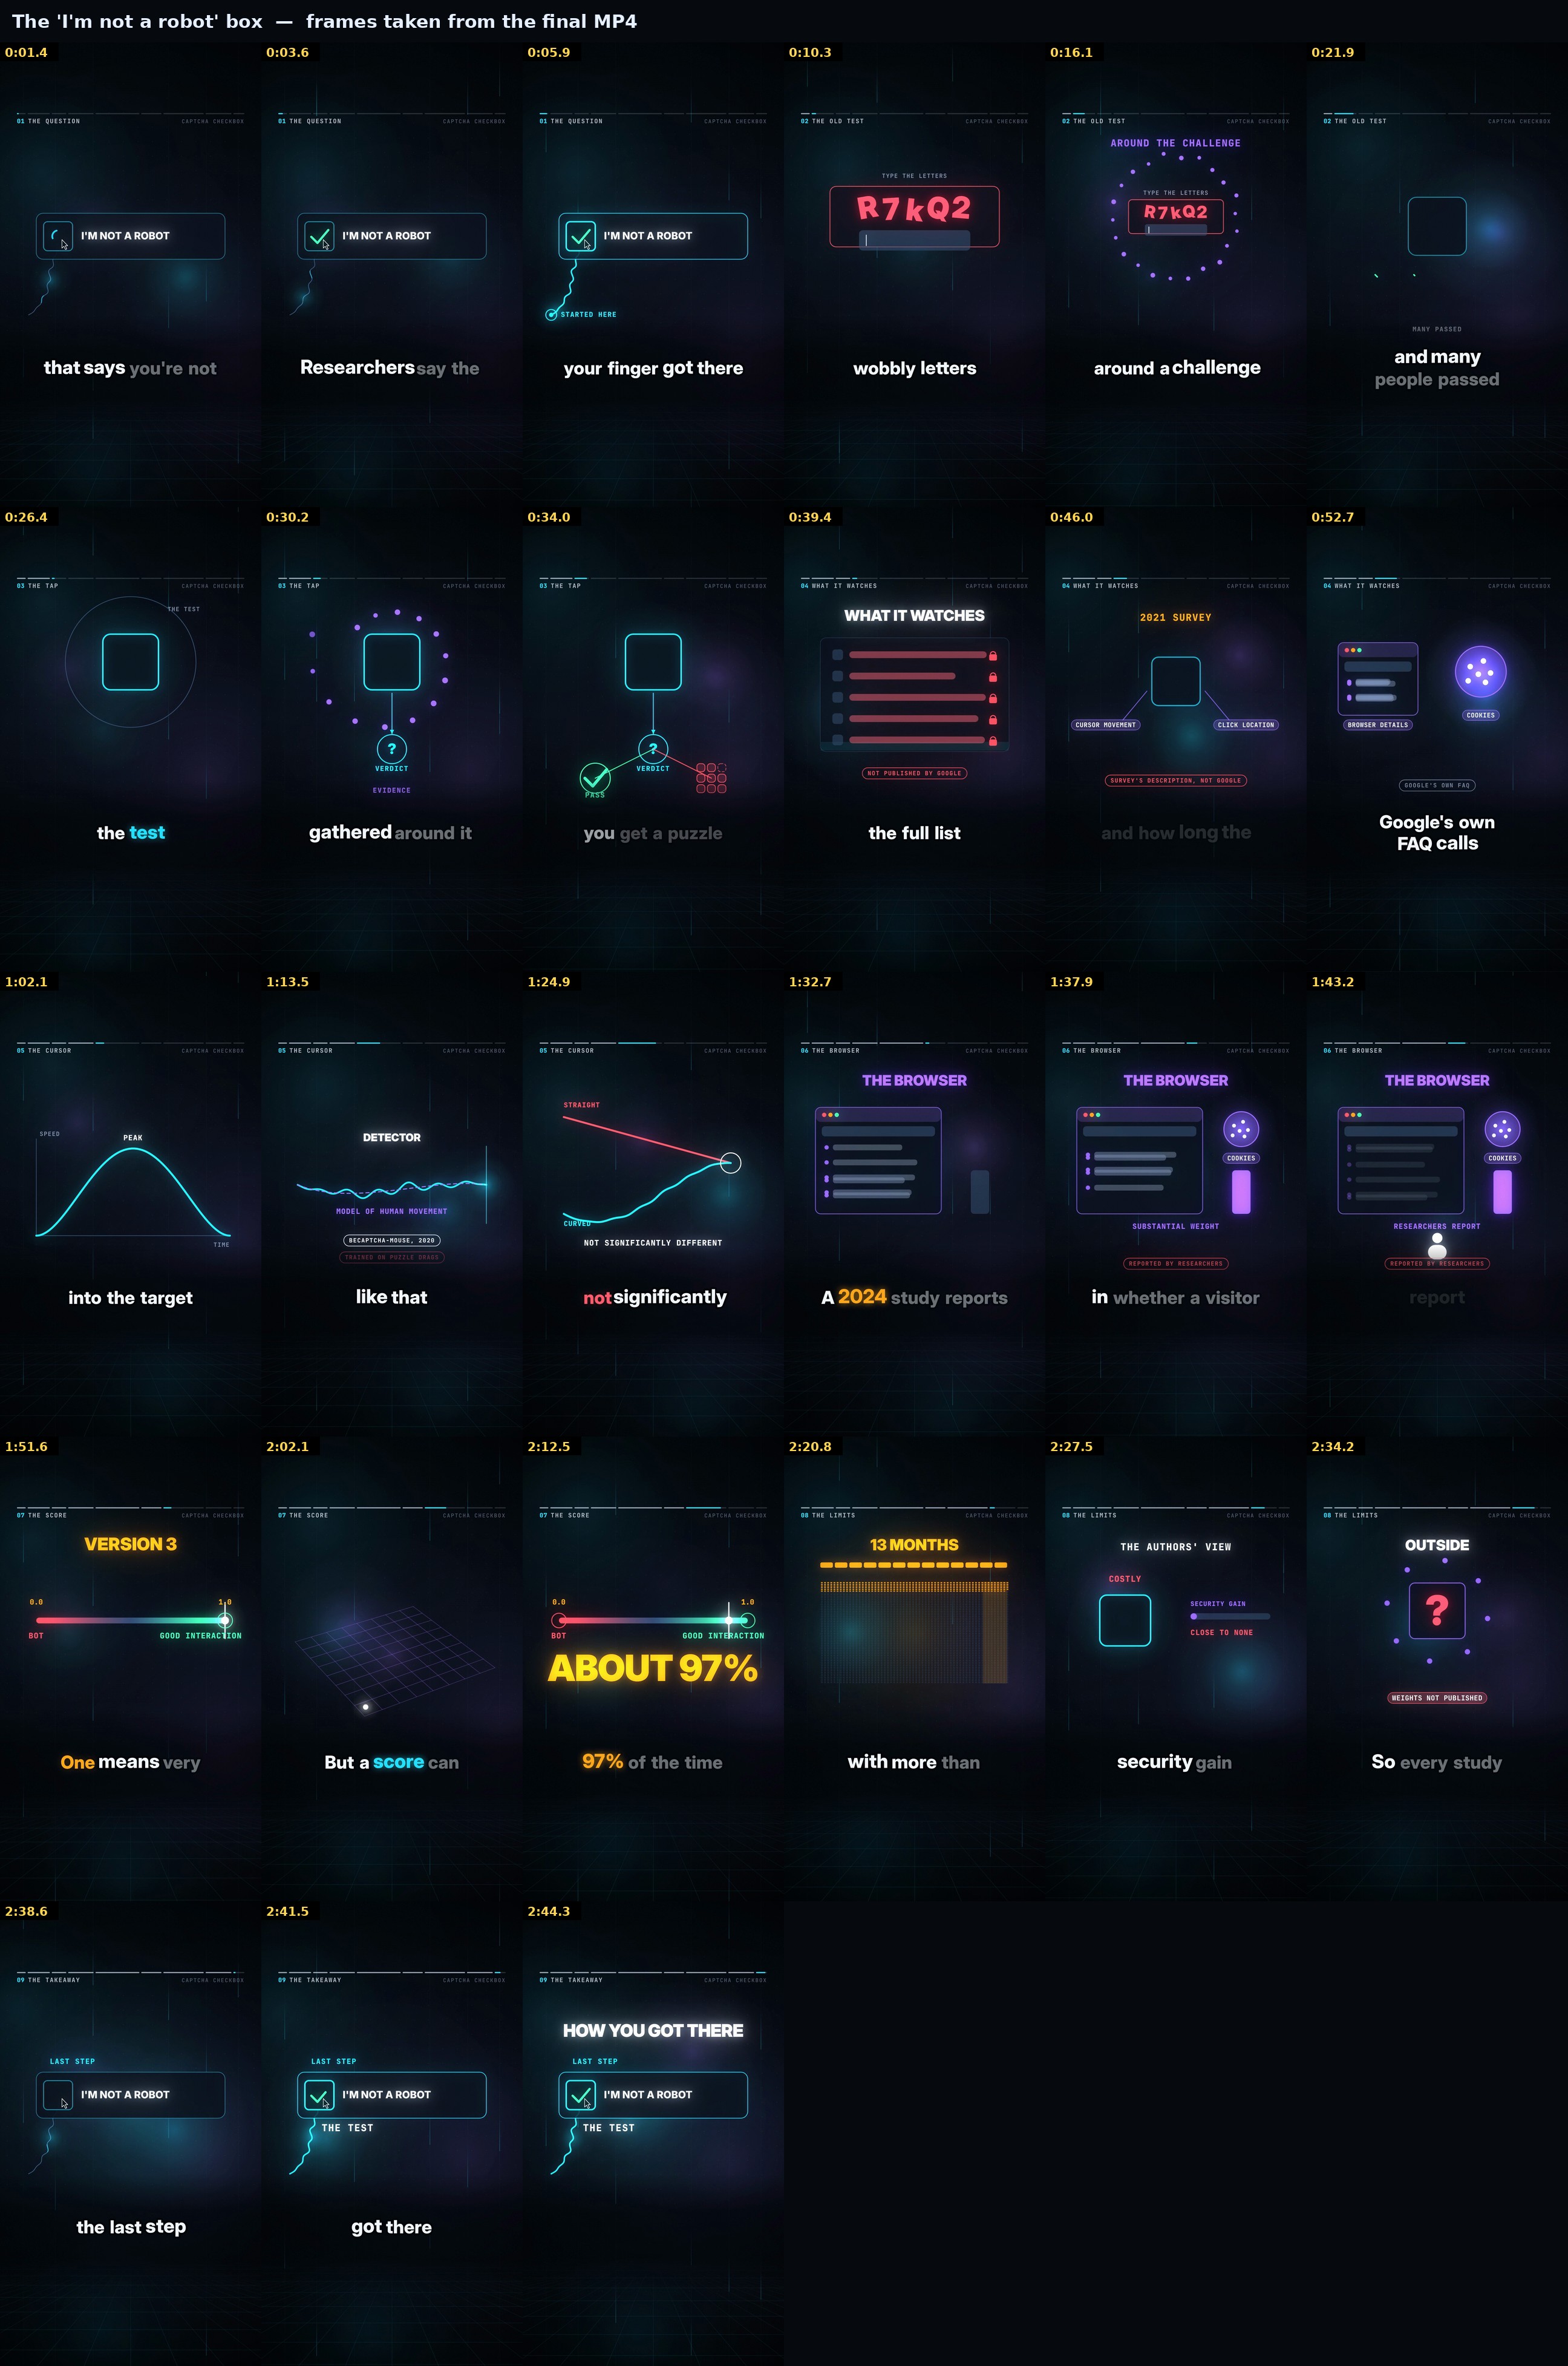 The 'I'm not a robot' box — frames taken from the final MP4
0:01.4
01 THE QUESTION
CAPTCHA CHECKBOX
I'M NOT A ROBOT
that says you're not
0:03.6
01 THE QUESTION
CAPTCHA CHECKBOX
I'M NOT A ROBOT
Researchers say the
0:05.9
01 THE QUESTION
CAPTCHA CHECKBOX
I'M NOT A ROBOT
STARTED HERE
your finger got there
0:10.3
02 THE OLD TEST
CAPTCHA CHECKBOX
TYPE THE LETTERS
R7kQ2
wobbly letters
0:16.1
02 THE OLD TEST
CAPTCHA CHECKBOX
AROUND THE CHALLENGE
TYPE THE LETTERS
R7kQ2
around a challenge
0:21.9
02 THE OLD TEST
CAPTCHA CHECKBOX
MANY PASSED
and many
people passed
0:26.4
03 THE TAP
CAPTCHA CHECKBOX
THE TEST
the test
0:30.2
03 THE TAP
CAPTCHA CHECKBOX
?
VERDICT
EVIDENCE
gathered around it
0:34.0
03 THE TAP
CAPTCHA CHECKBOX
?
VERDICT
PASS
you get a puzzle
0:39.4
04 WHAT IT WATCHES
CAPTCHA CHECKBOX
WHAT IT WATCHES
NOT PUBLISHED BY GOOGLE
the full list
0:46.0
04 WHAT IT WATCHES
CAPTCHA CHECKBOX
2021 SURVEY
CURSOR MOVEMENT
CLICK LOCATION
SURVEY'S DESCRIPTION, NOT GOOGLE
and how long the
0:52.7
04 WHAT IT WATCHES
CAPTCHA CHECKBOX
BROWSER DETAILS
COOKIES
GOOGLE'S OWN FAQ
Google's own
FAQ calls
1:02.1
05 THE CURSOR
CAPTCHA CHECKBOX
SPEED
PEAK
TIME
into the target
1:13.5
05 THE CURSOR
CAPTCHA CHECKBOX
DETECTOR
MODEL OF HUMAN MOVEMENT
BECAPTCHA-MOUSE, 2020
TRAINED ON PUZZLE DRAGS
like that
1:24.9
05 THE CURSOR
CAPTCHA CHECKBOX
STRAIGHT
CURVED
NOT SIGNIFICANTLY DIFFERENT
not significantly
1:32.7
06 THE BROWSER
CAPTCHA CHECKBOX
THE BROWSER
A 2024 study reports
1:37.9
06 THE BROWSER
CAPTCHA CHECKBOX
THE BROWSER
COOKIES
SUBSTANTIAL WEIGHT
REPORTED BY RESEARCHERS
in whether a visitor
1:43.2
06 THE BROWSER
CAPTCHA CHECKBOX
THE BROWSER
COOKIES
RESEARCHERS REPORT
REPORTED BY RESEARCHERS
report
1:51.6
07 THE SCORE
CAPTCHA CHECKBOX
VERSION 3
0.0
1.0
BOT
GOOD INTERACTION
One means very
2:02.1
07 THE SCORE
CAPTCHA CHECKBOX
But a score can
2:12.5
07 THE SCORE
CAPTCHA CHECKBOX
0.0
1.0
BOT
GOOD INTERACTION
ABOUT 97%
97% of the time
2:20.8
08 THE LIMITS
CAPTCHA CHECKBOX
13 MONTHS
with more than
2:27.5
08 THE LIMITS
CAPTCHA CHECKBOX
THE AUTHORS' VIEW
COSTLY
SECURITY GAIN
CLOSE TO NONE
security gain
2:34.2
08 THE LIMITS
CAPTCHA CHECKBOX
OUTSIDE
?
WEIGHTS NOT PUBLISHED
So every study
2:38.6
09 THE TAKEAWAY
CAPTCHA CHECKBOX
LAST STEP
I'M NOT A ROBOT
the last step
2:41.5
09 THE TAKEAWAY
CAPTCHA CHECKBOX
LAST STEP
I'M NOT A ROBOT
THE TEST
got there
2:44.3
09 THE TAKEAWAY
CAPTCHA CHECKBOX
HOW YOU GOT THERE
LAST STEP
I'M NOT A ROBOT
THE TEST